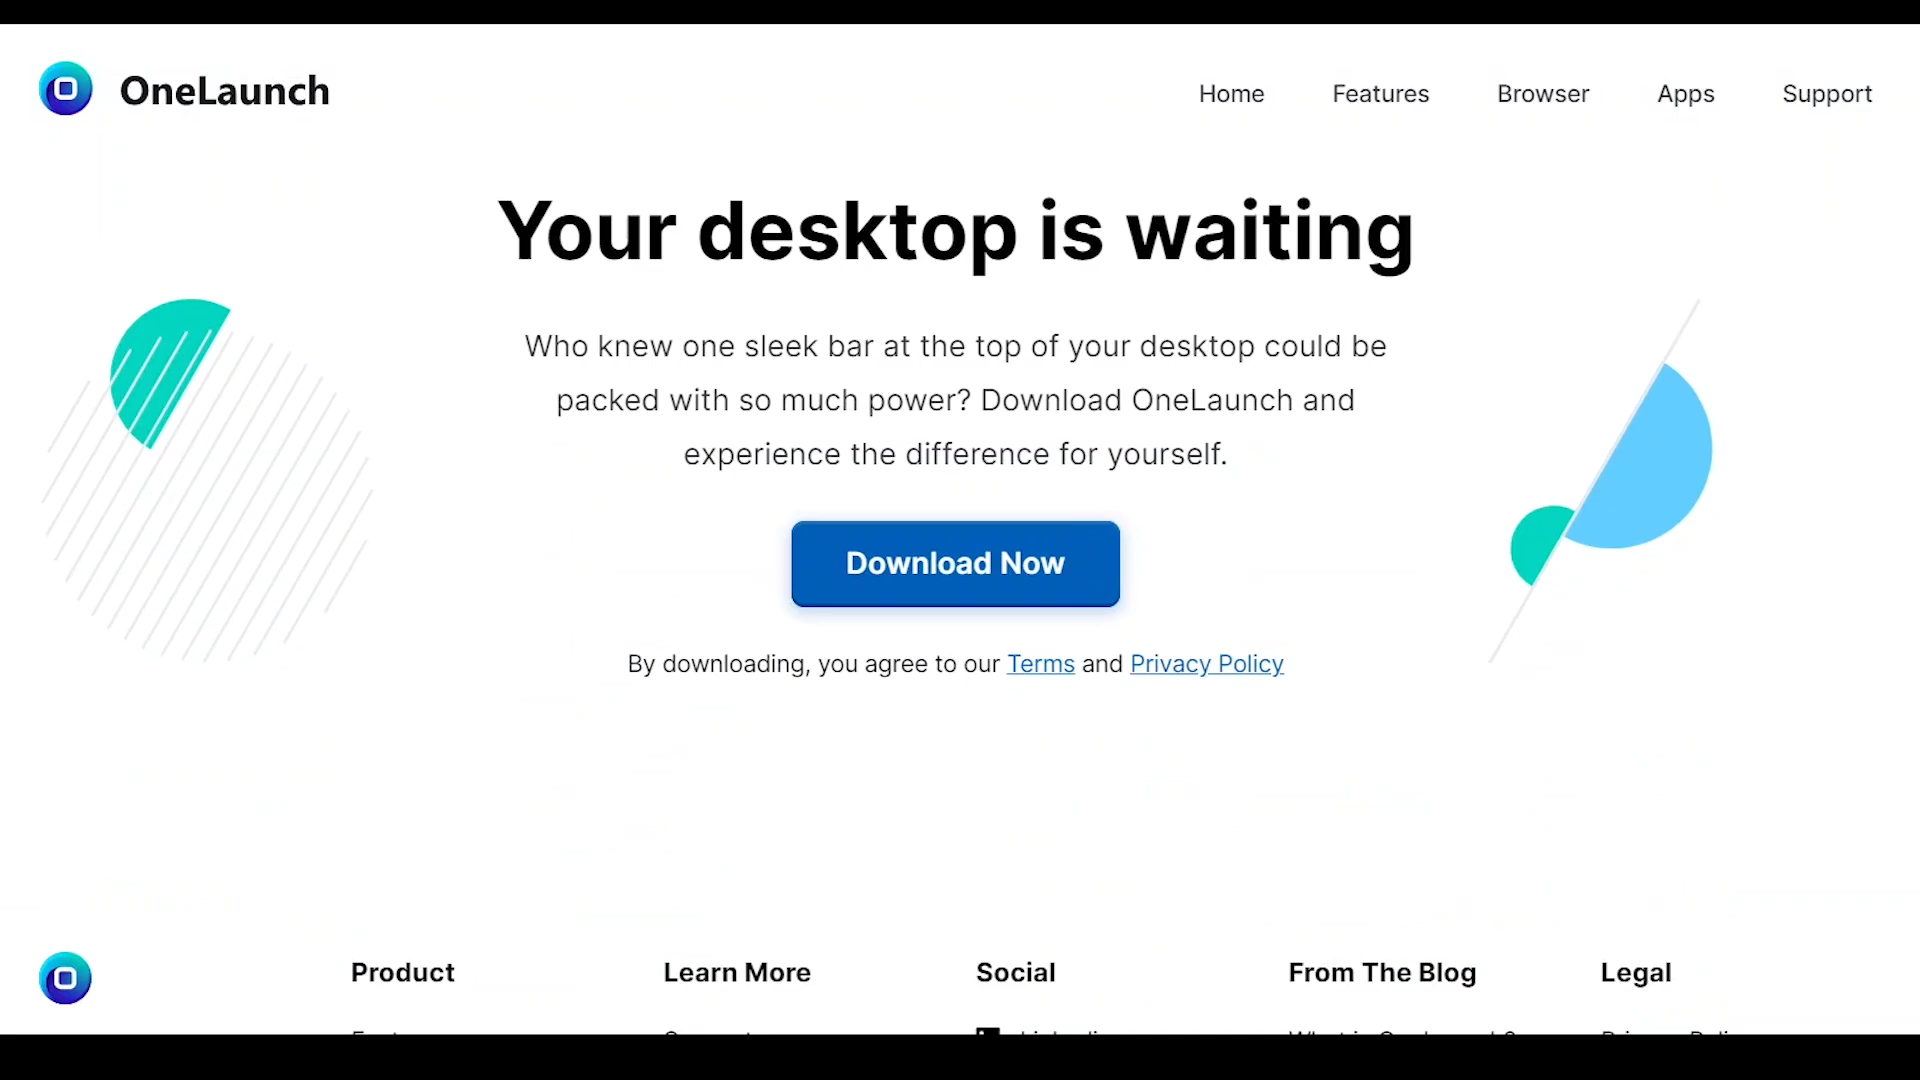 OneLaunch
Home Features Browser Apps Support
Your desktop is waiting
Who knew one sleek bar at the top of your desktop could be
packed with so much power? Download OneLaunch and
experience the difference for yourself.
Download Now
By downloading, you agree to our Terms and Privacy Policy
Product Learn More Social From The Blog Legal